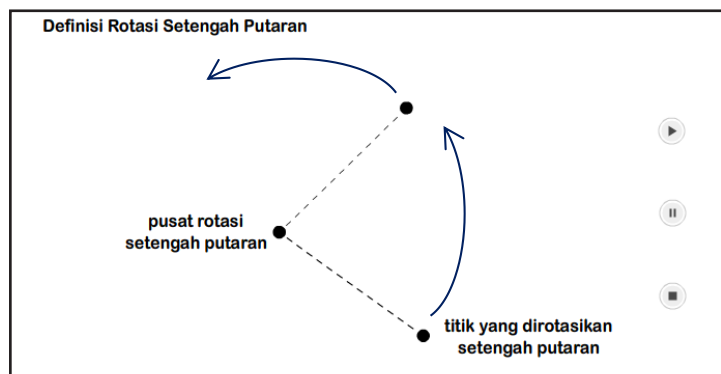 Definisi Rotasi Setengah Putaran
pusat rotasi
setengah putaran
titik yang dirotasikan
setengah putaran